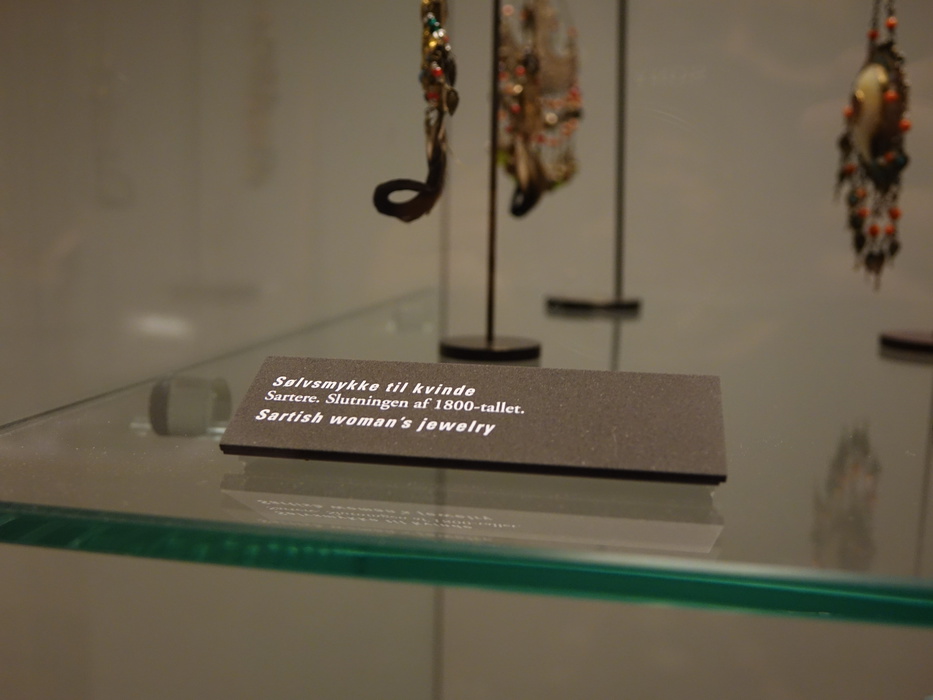 Sølvsmykke til kvinde
Sartere. Slutningen af 1800-tallet.
Sartish woman's jewelry